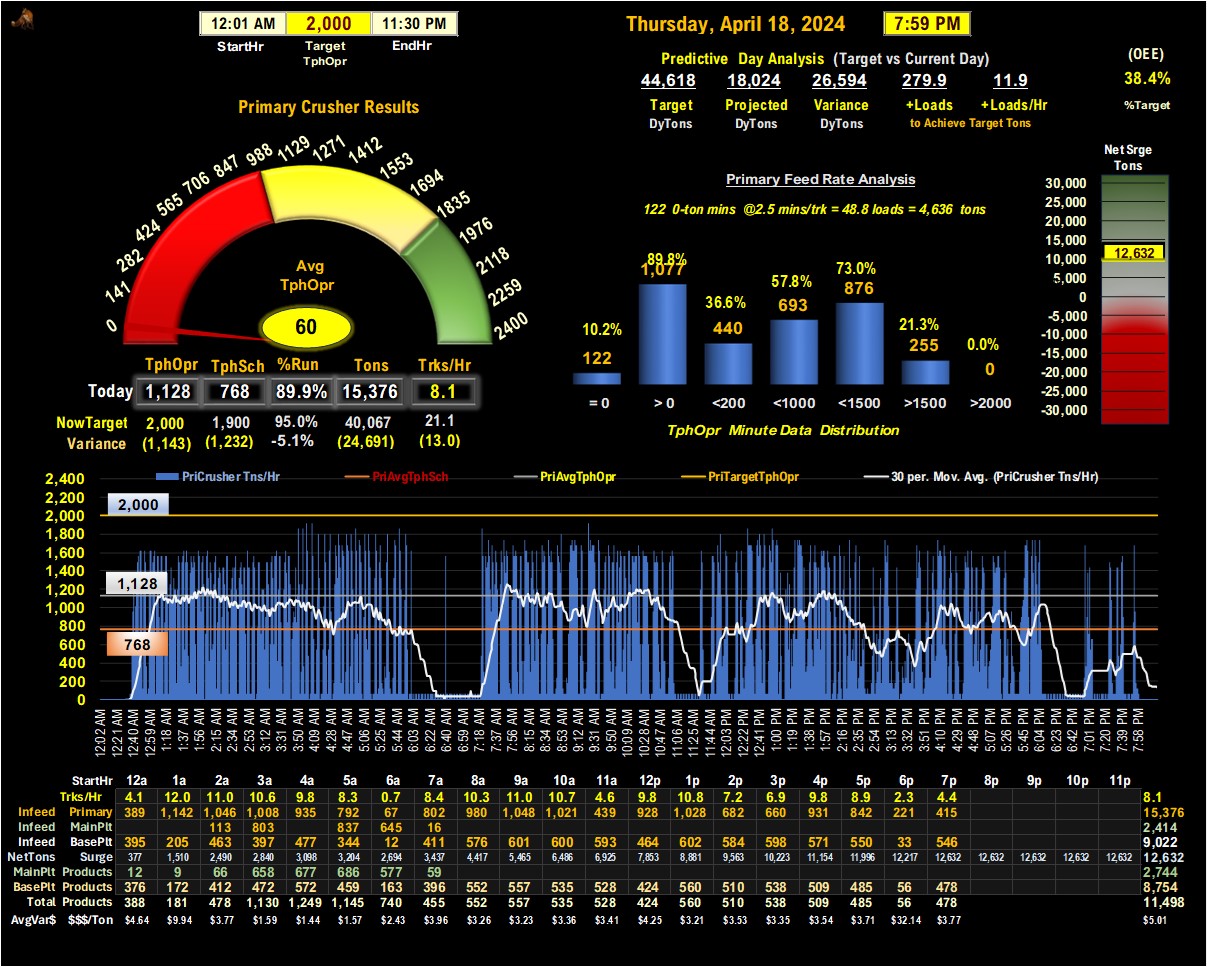 12:01 AM 2,000 11:30 PM
StartHr Target EndHr
TphOpr
Thursday, April 18, 2024 7:59 PM
Predictive Day Analysis (Target vs Current Day)
44,618 18,024 26,594 279.9 11.9
Target Projected Variance +Loads +Loads/Hr
DyTons DyTons DyTons to Achieve Target Tons
(OEE)
38.4%
%Target
Primary Crusher Results
0 141 282 424 565 706 847 988 1129 1271 1412 1553 1694 1835 1976 2118 2259 2400
Avg
TphOpr
60
TphOpr TphSch %Run Tons Trks/Hr
Today 1,128 768 89.9% 15,376 8.1
NowTarget 2,000 1,900 95.0% 40,067 21.1
Variance (1,143) (1,232) -5.1% (24,691) (13.0)
Primary Feed Rate Analysis
122 0-ton mins @2.5 mins/trk = 48.8 loads = 4,636 tons
10.2% 89.8% 36.6% 57.8% 73.0% 21.3% 0.0%
122 1,077 440 693 876 255 0
= 0 > 0 <200 <1000 <1500 >1500 >2000
TphOpr Minute Data Distribution
Net Srge
Tons
30,000
25,000
20,000
15,000
12,632
10,000
5,000
0
-5,000
-10,000
-15,000
-20,000
-25,000
-30,000
PriCrusher Tns/Hr PriAvgTphSch PriAvgTphOpr PriTargetTphOpr 30 per. Mov. Avg. (PriCrusher Tns/Hr)
2,400
2,200
2,000
1,800
1,600
1,400
1,200
1,000
800
600
400
200
0
2,000
1,128
768
12:02 AM 12:21 AM 12:40 AM 12:59 AM 1:18 AM 1:37 AM 1:56 AM 2:15 AM 2:34 AM 2:53 AM 3:12 AM 3:31 AM 3:50 AM 4:09 AM 4:28 AM 4:47 AM 5:06 AM 5:25 AM 5:44 AM 6:03 AM 6:21 AM 6:40 AM 6:59 AM 7:18 AM 7:37 AM 7:56 AM 8:15 AM 8:34 AM 8:53 AM 9:12 AM 9:31 AM 9:50 AM 10:09 AM 10:28 AM 10:47 AM 11:06 AM 11:25 AM 11:44 AM 12:03 PM 12:22 PM 12:41 PM 1:00 PM 1:19 PM 1:38 PM 1:57 PM 2:16 PM 2:35 PM 2:54 PM 3:13 PM 3:32 PM 3:51 PM 4:10 PM 4:29 PM 4:48 PM 5:07 PM 5:26 PM 5:45 PM 6:04 PM 6:23 PM 6:42 PM 7:01 PM 7:20 PM 7:39 PM 7:58 PM
StartHr 12a 1a 2a 3a 4a 5a 6a 7a 8a 9a 10a 11a 12p 1p 2p 3p 4p 5p 6p 7p 8p 9p 10p 11p
Trks/Hr 4.1 12.0 11.0 10.6 9.8 8.3 0.7 8.4 10.3 11.0 10.7 4.6 9.8 10.8 7.2 6.9 9.8 8.9 2.3 4.4 8.1
Infeed Primary 389 1,142 1,046 1,008 935 792 67 802 980 1,048 1,021 439 928 1,028 682 660 931 842 221 415 15,376
Infeed MainPlt 113 803 837 645 16 2,414
Infeed BasePlt 395 205 463 397 477 344 12 411 576 601 600 593 464 602 584 598 571 550 33 546 9,022
NetTons Surge 377 1,510 2,490 2,840 3,098 3,204 2,694 3,437 4,417 5,465 6,486 6,925 7,853 8,881 9,563 10,223 11,154 11,996 12,217 12,632 12,632 12,632 12,632 12,632 12,632
MainPlt Products 12 9 66 658 677 686 577 59 2,744
BasePlt Products 376 172 412 472 572 459 163 396 552 557 535 528 424 560 510 538 509 485 56 478 8,754
Total Products 388 181 478 1,130 1,249 1,145 740 455 552 557 535 528 424 560 510 538 509 485 56 478 11,498
AvgVar$ $$$/Ton $4.64 $9.94 $3.77 $1.59 $1.44 $1.57 $2.43 $3.96 $3.26 $3.23 $3.36 $3.41 $4.25 $3.21 $3.53 $3.35 $3.54 $3.71 $32.14 $3.77 $5.01